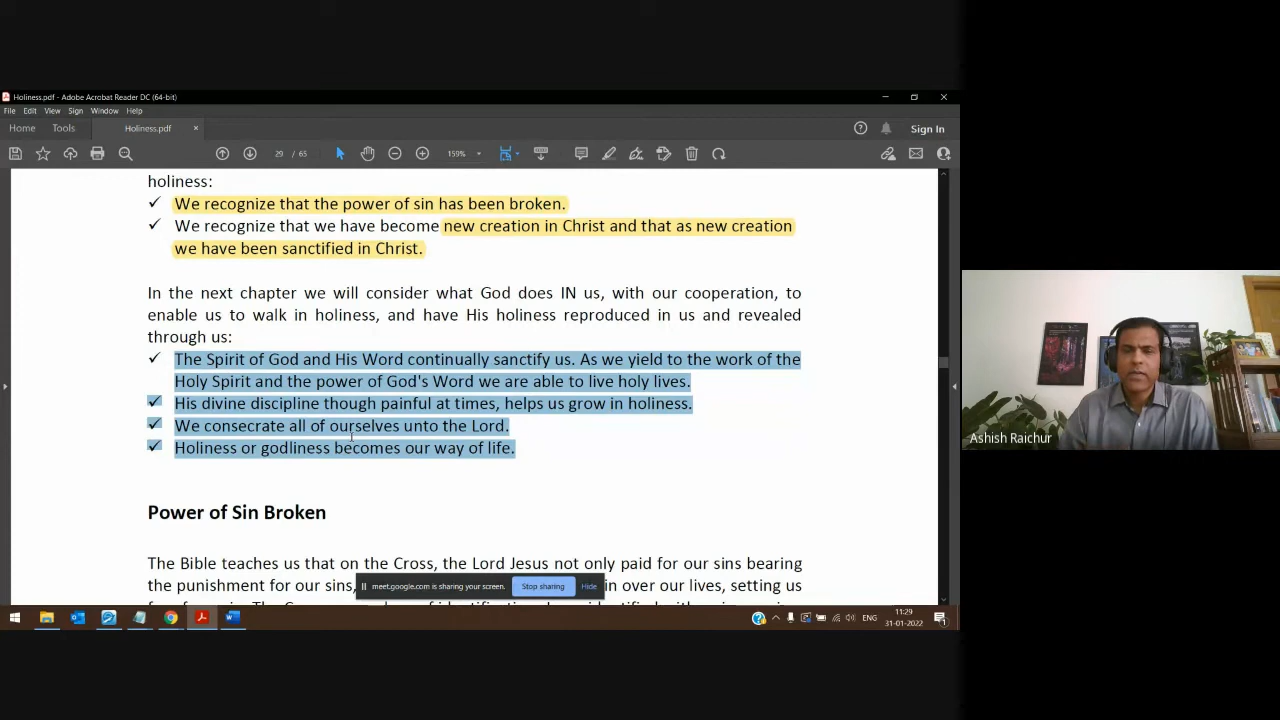 Holiness.pdf - Adobe Acrobat Reader DC (64-bit)
File Edit View Sign Window Help
Home Tools Holiness.pdf × Sign In
29 / 65 159%
holiness:
✓ We recognize that the power of sin has been broken.
✓ We recognize that we have become new creation in Christ and that as new creation
we have been sanctified in Christ.
In the next chapter we will consider what God does IN us, with our cooperation, to
enable us to walk in holiness, and have His holiness reproduced in us and revealed
through us:
✓ The Spirit of God and His Word continually sanctify us. As we yield to the work of the
Holy Spirit and the power of God's Word we are able to live holy lives.
✓ His divine discipline though painful at times, helps us grow in holiness.
✓ We consecrate all of ourselves unto the Lord.
✓ Holiness or godliness becomes our way of life.
Power of Sin Broken
The Bible teaches us that on the Cross, the Lord Jesus not only paid for our sins bearing
the punishment for our sins, in over our lives, setting us
meet.google.com is sharing your screen. Stop sharing Hide
ENG
11:29
31-01-2022
Ashish Raichur